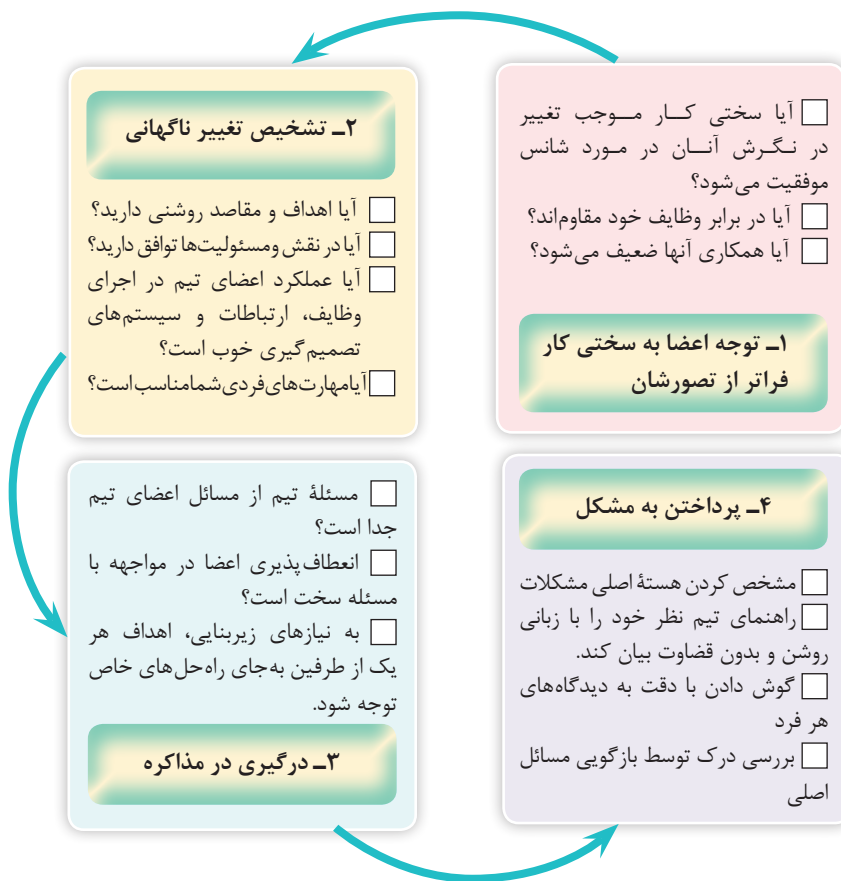 آیا سختی کار موجب تغییر
در نگرش آنان در مورد شانس
موفقیت می‌شود؟
آیا در برابر وظایف خود مقاوم‌اند؟
آیا همکاری آنها ضعیف می‌شود؟
۱ـ توجه اعضا به سختی کار
فراتر از تصورشان
۲ـ تشخیص تغییر ناگهانی
آیا اهداف و مقاصد روشنی دارید؟
آیا در نقش و مسئولیت‌ها توافق دارید؟
آیا عملکرد اعضای تیم در اجرای
وظایف، ارتباطات و سیستم‌های
تصمیم‌گیری خوب است؟
آیا مهارت‌های فردی شما مناسب است؟
مسئلهٔ تیم از مسائل اعضای تیم
جدا است؟
انعطاف‌پذیری اعضا در مواجهه با
مسئله سخت است؟
به نیازهای زیربنایی، اهداف هر
یک از طرفین به‌جای راه‌حل‌های خاص
توجه شود.
۳ـ درگیری در مذاکره
۴ـ پرداختن به مشکل
مشخص کردن هستهٔ اصلی مشکلات
راهنمای تیم نظر خود را با زبانی
روشن و بدون قضاوت بیان کند.
گوش دادن با دقت به دیدگاه‌های
هر فرد
بررسی درک توسط بازگویی مسائل
اصلی